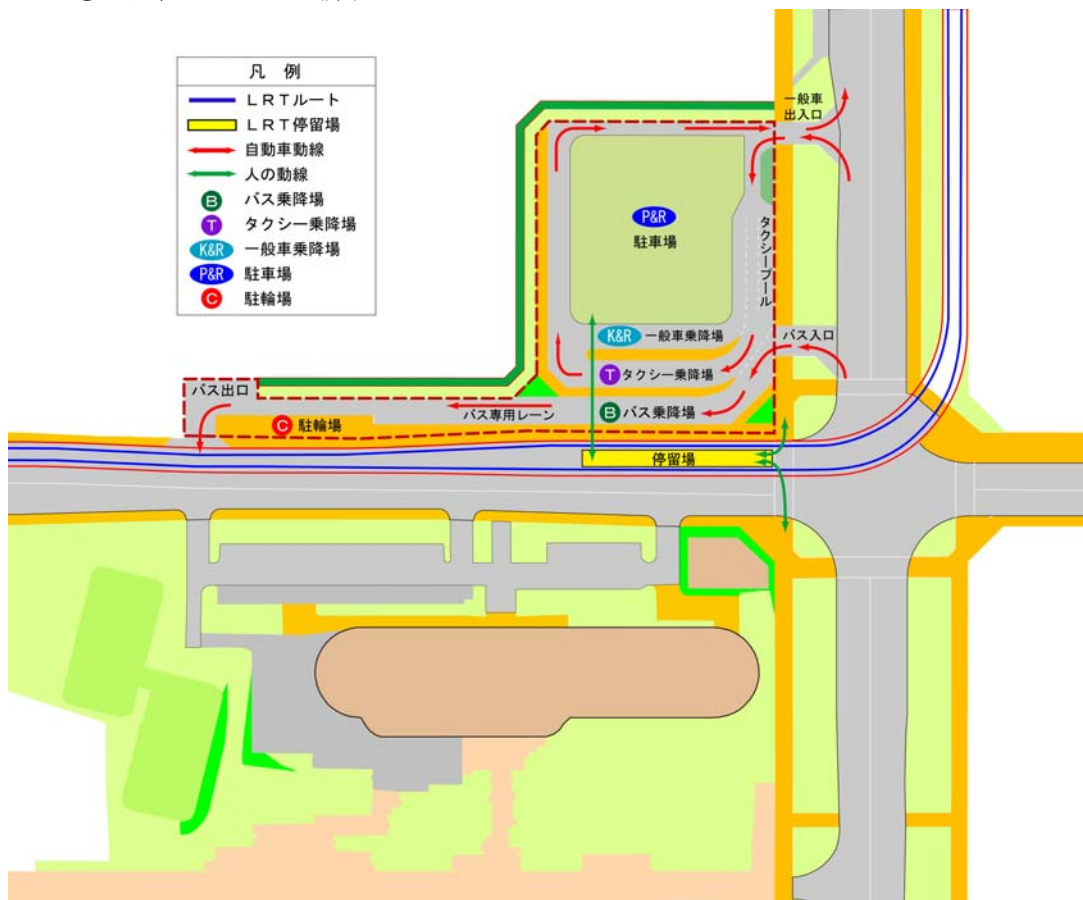 凡 例
LRTルート
LRT停留場
自動車動線
人の動線
B バス乗降場
T タクシー乗降場
K&R 一般車乗降場
P&R 駐車場
C 駐輪場
一般車
出入口
P&R
駐車場
タクシープール
K&R 一般車乗降場
バス入口
T タクシー乗降場
バス出口
バス専用レーン
B バス乗降場
C 駐輪場
停留場